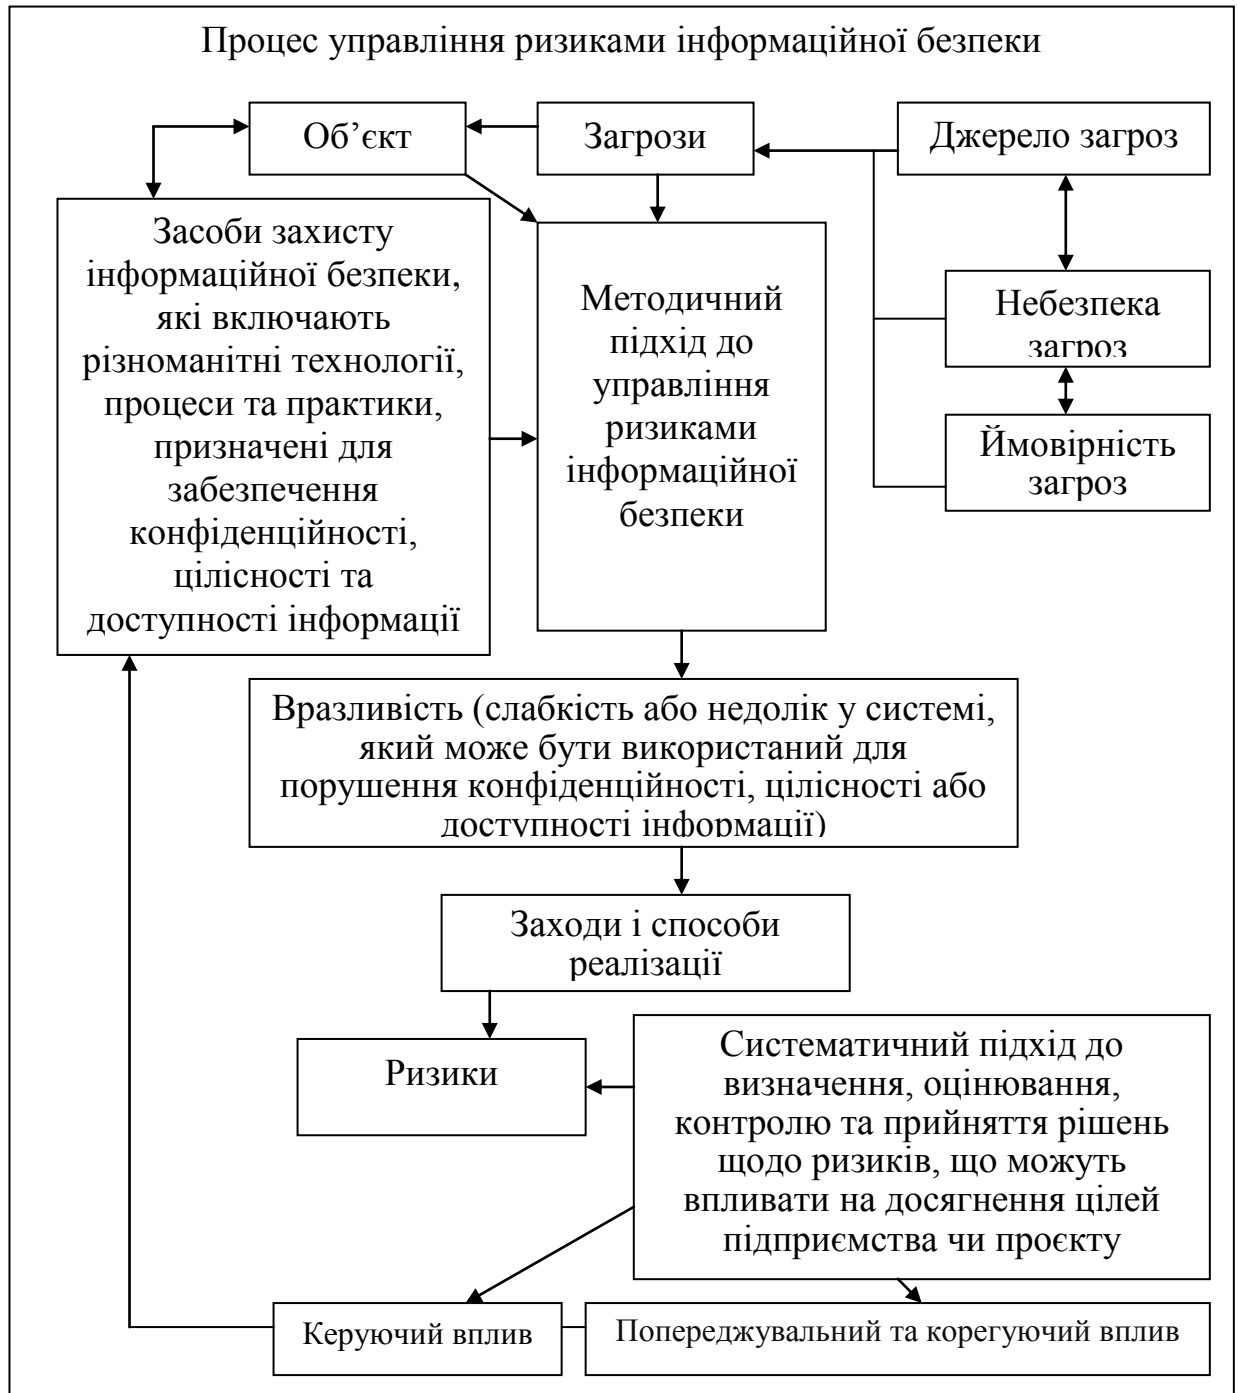 Процес управління ризиками інформаційної безпеки
Об’єкт
Загрози
Джерело загроз
Засоби захисту
інформаційної безпеки,
які включають
різноманітні технології,
процеси та практики,
призначені для
забезпечення
конфіденційності,
цілісності та
доступності інформації
Методичний
підхід до
управління
ризиками
інформаційної
безпеки
Небезпека
загроз
Ймовірність
загроз
Вразливість (слабкість або недолік у системі,
який може бути використаний для
порушення конфіденційності, цілісності або
доступності інформації)
Заходи і способи
реалізації
Ризики
Систематичний підхід до
визначення, оцінювання,
контролю та прийняття рішень
щодо ризиків, що можуть
впливати на досягнення цілей
підприємства чи проєкту
Керуючий вплив
Попереджувальний та корегуючий вплив